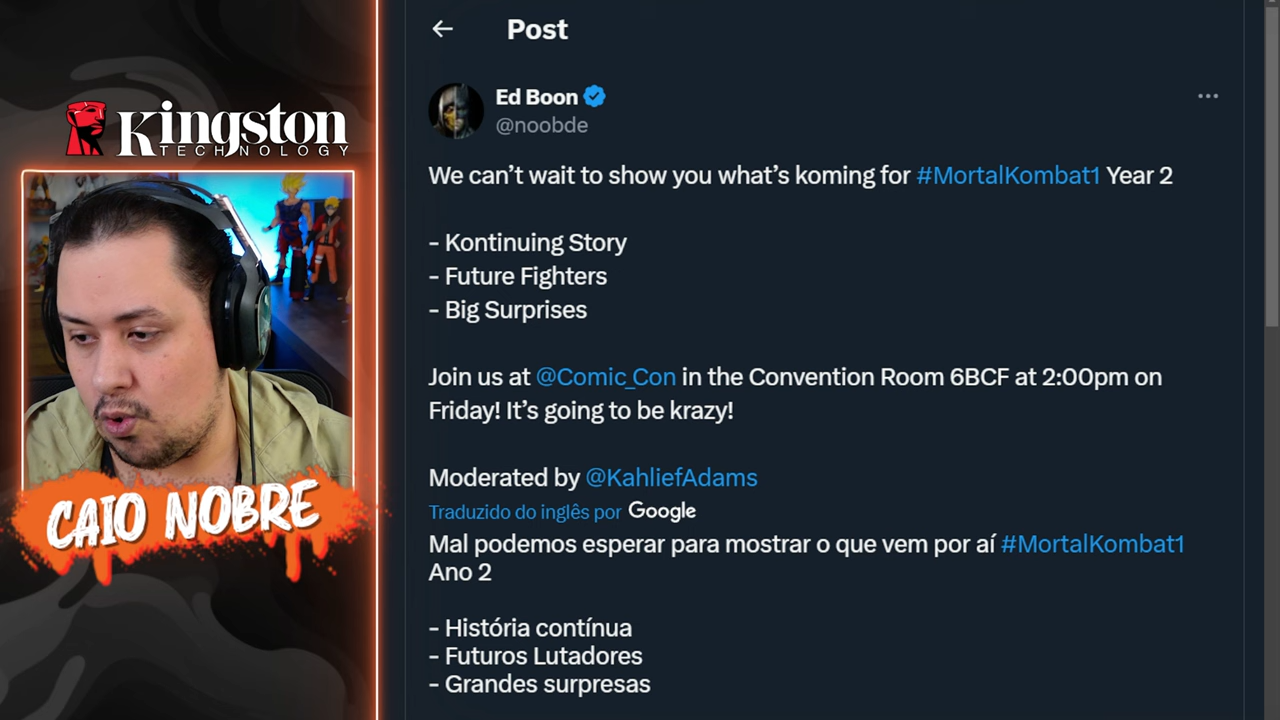 Kingston
TECHNOLOGY
CAIO NOBRE
Post
Ed Boon
@noobde
We can’t wait to show you what’s koming for #MortalKombat1 Year 2
- Kontinuing Story
- Future Fighters
- Big Surprises
Join us at @Comic_Con in the Convention Room 6BCF at 2:00pm on
Friday! It’s going to be krazy!
Moderated by @KahliefAdams
Traduzido do inglês por Google
Mal podemos esperar para mostrar o que vem por aí #MortalKombat1
Ano 2
- História contínua
- Futuros Lutadores
- Grandes surpresas